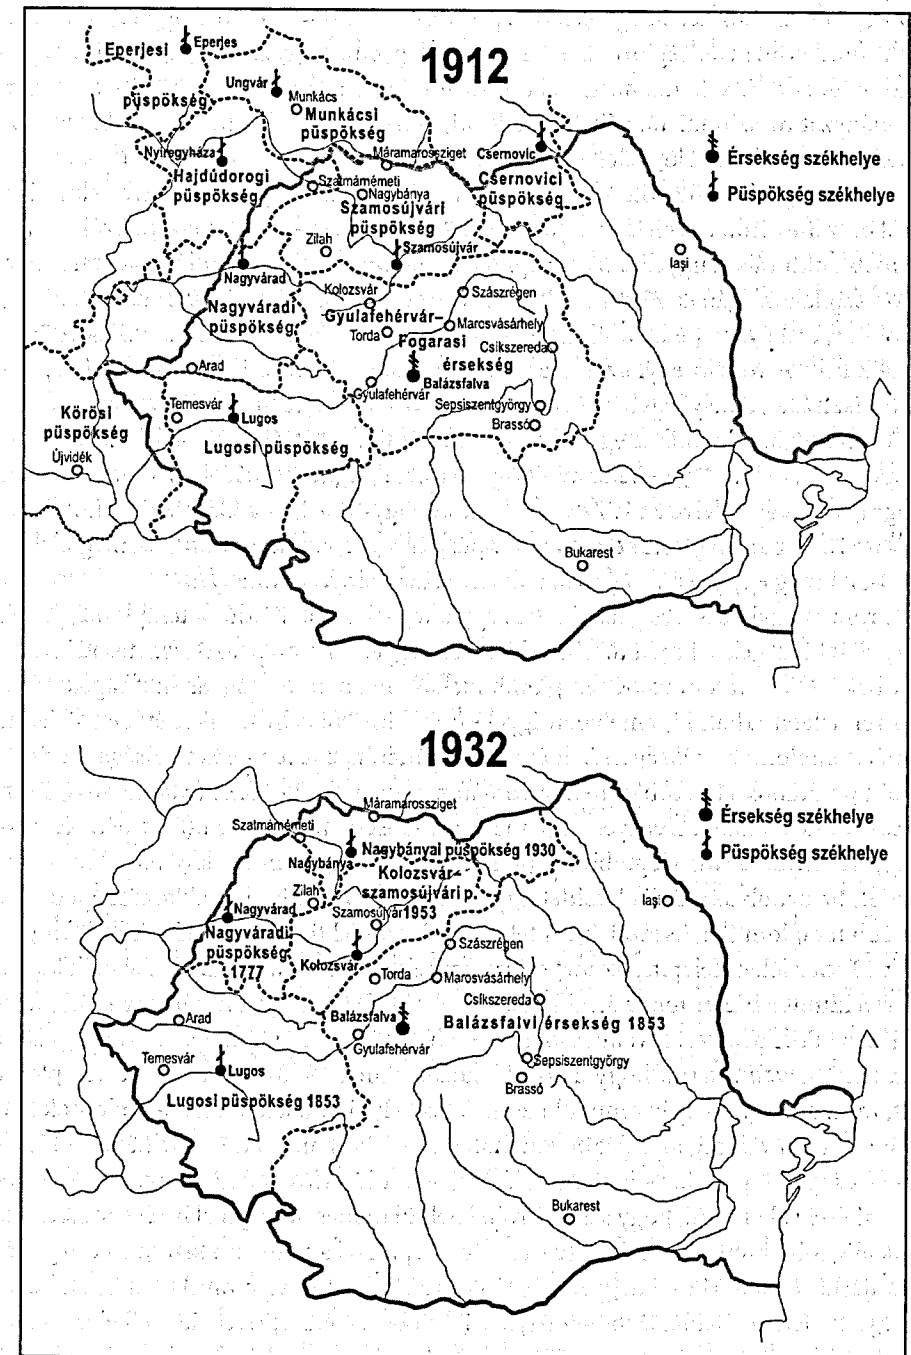 1912
Eperjesi
püspökség
Eperjes
Ungvár
Munkács
Munkácsi
püspökség
Érsekség székhelye
Püspökség székhelye
Nyíregyháza
Hajdúdorogi
püspökség
Máramarossziget
Csernovic
Csernovici
püspökség
Szatmárnémeti
Nagybánya
Szamosújvári
püspökség
Zilah
Szamosújvár
Iași
Nagyvárad
Nagyváradi
püspökség
Kolozsvár
Szászrégen
Gyulafehérvár–
Fogarasi
érsekség
Torda
Marcsvásárhely
Csíkszereda
Arad
Gyulafehérvár
Balázsfalva
Körösi
püspökség
Temesvár
Lugos
Sepsiszentgyörgy
Brassó
Lugosi püspökség
Újvidék
Bukarest
1932
Máramarossziget
Érsekség székhelye
Püspökség székhelye
Szatmárnémeti
Nagybánya
Nagybányai püspökség 1930
Kolozsvár–
szamosújvári p.
1953
Zilah
Szamosújvár
Iași
Nagyvárad
Nagyváradi
püspökség
1777
Kolozsvár
Szászrégen
Torda
Marosvásárhely
Csíkszereda
Balázsfalva
Balázsfalvi érsekség 1853
Arad
Gyulafehérvár
Temesvár
Lugos
Sepsiszentgyörgy
Brassó
Lugosi püspökség 1853
Bukarest